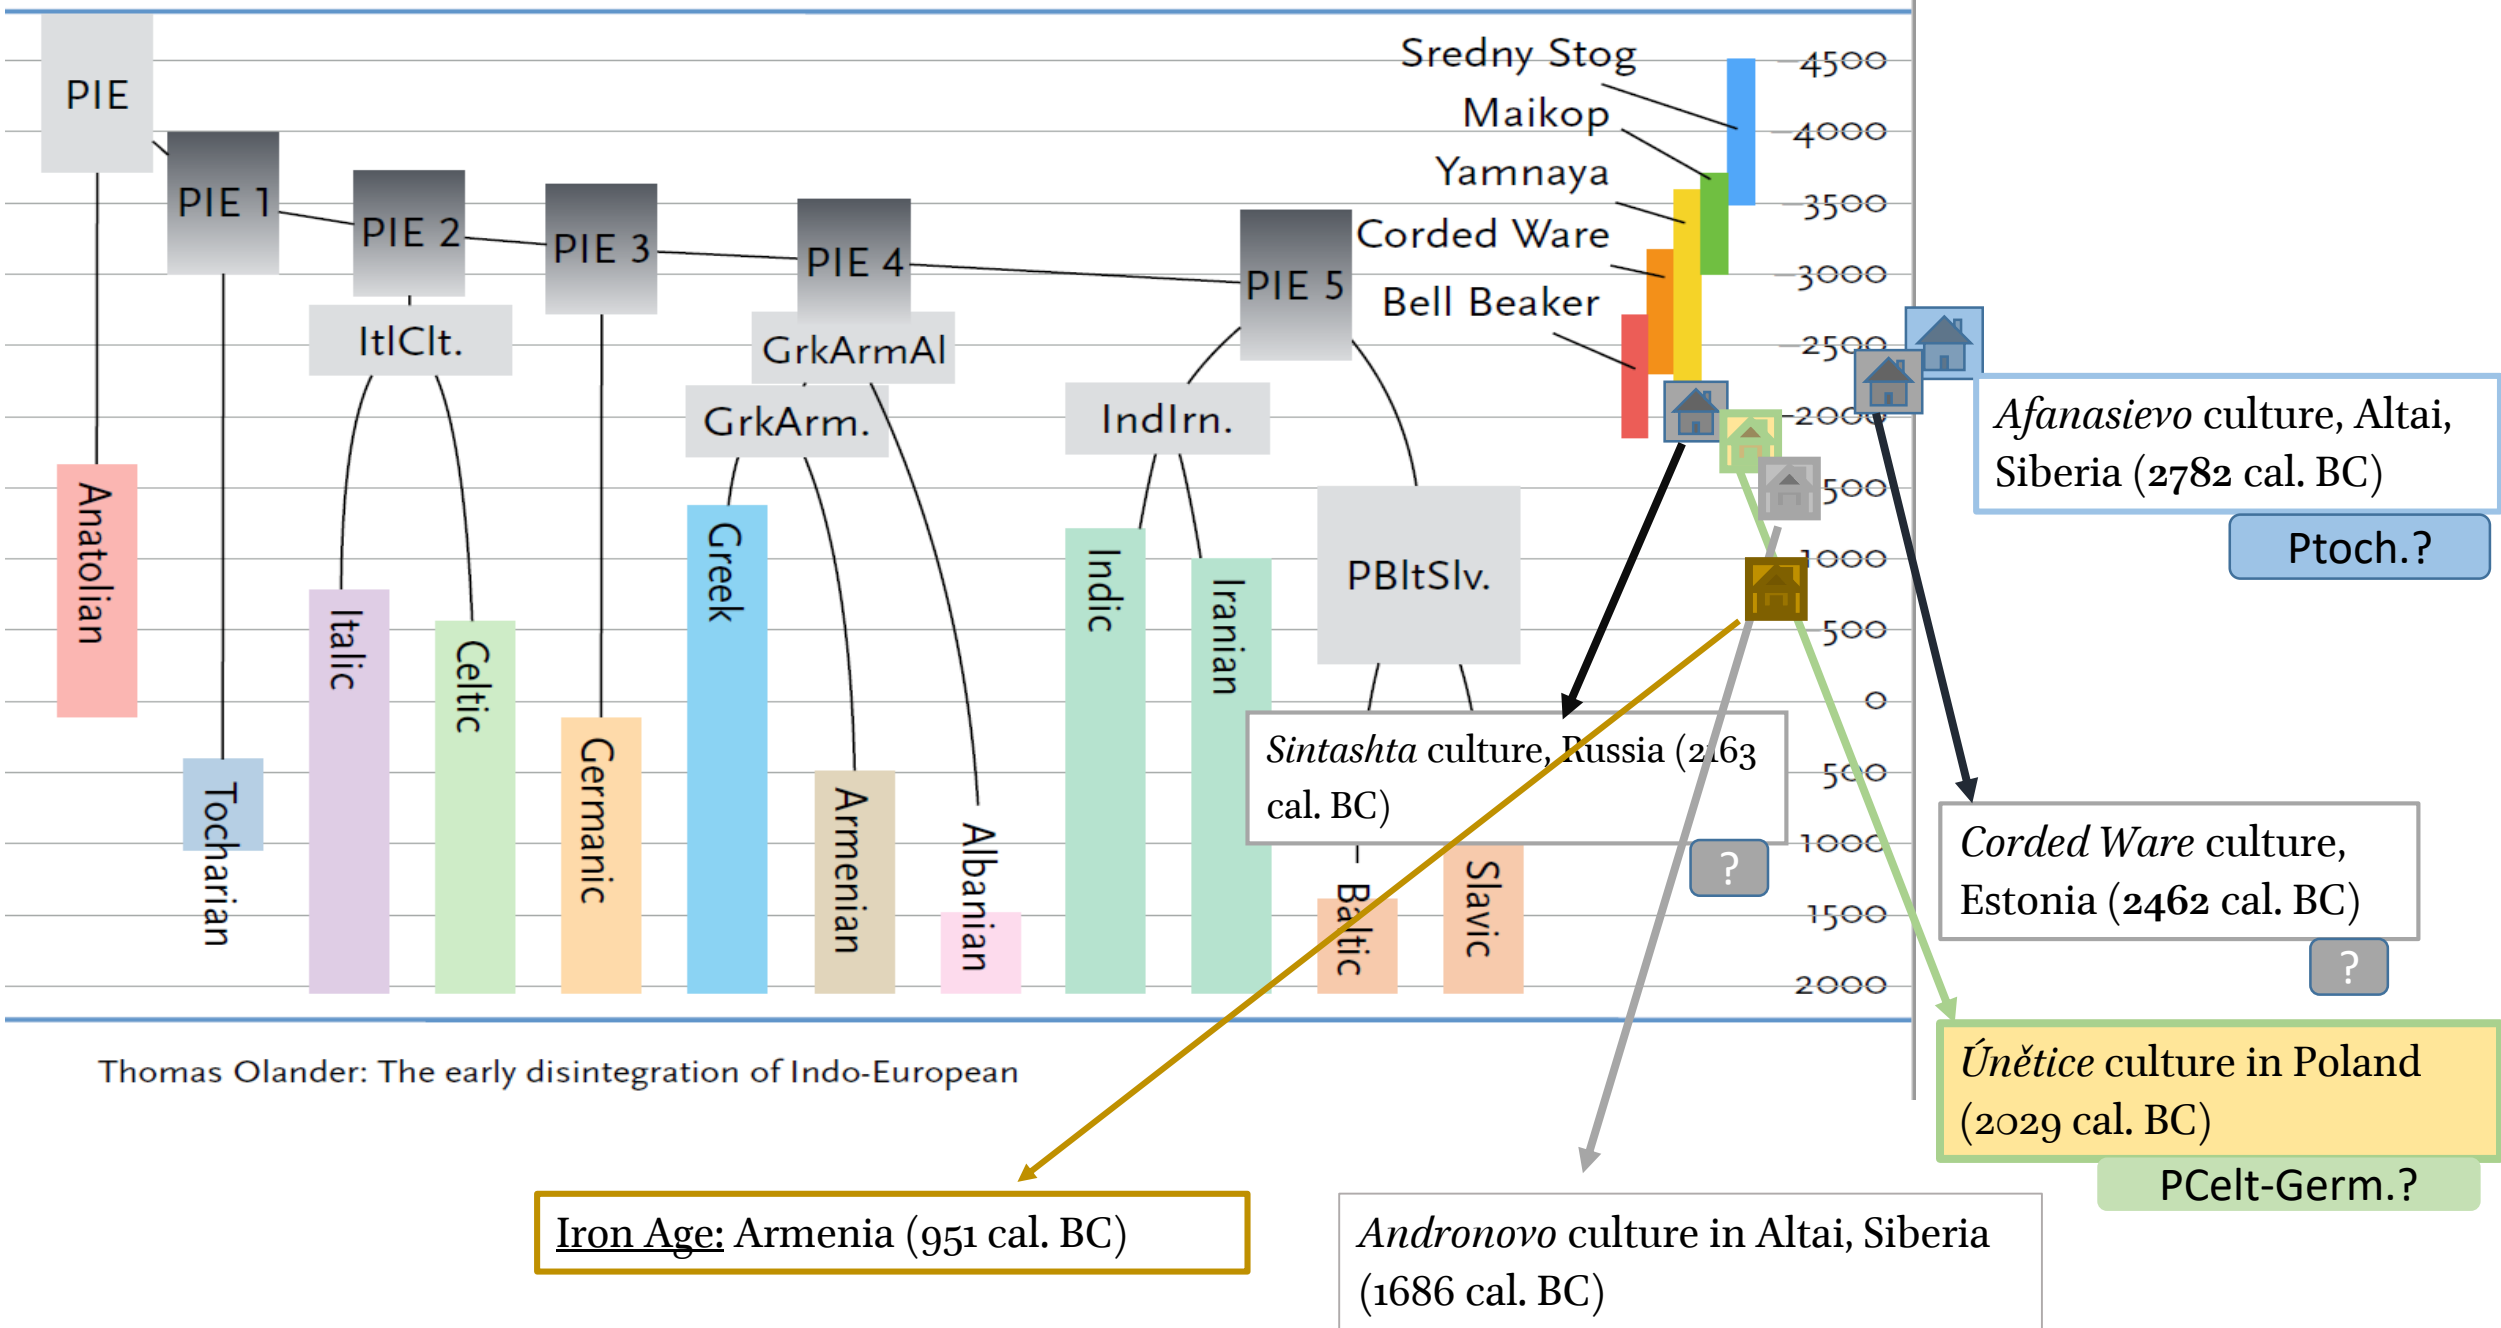 PIE
PIE 1
PIE 2
PIE 3
PIE 4
PIE 5
ItlClt.
GrkArmAl
GrkArm.
IndIrn.
PBltSlv.
Anatolian
Tocharian
Italic
Celtic
Germanic
Greek
Armenian
Albanian
Indic
Iranian
Baltic
Slavic
Sredny Stog
Maikop
Yamnaya
Corded Ware
Bell Beaker
4500
4000
3500
3000
2500
2000
500
1000
500
0
500
1000
1500
2000
Afanasievo culture, Altai,
Siberia (2782 cal. BC)
Ptoch.?
Sintashta culture, Russia (2163
cal. BC)
?
Corded Ware culture,
Estonia (2462 cal. BC)
?
Únětice culture in Poland
(2029 cal. BC)
PCelt-Germ.?
Thomas Olander: The early disintegration of Indo-European
Iron Age: Armenia (951 cal. BC)
Andronovo culture in Altai, Siberia
(1686 cal. BC)